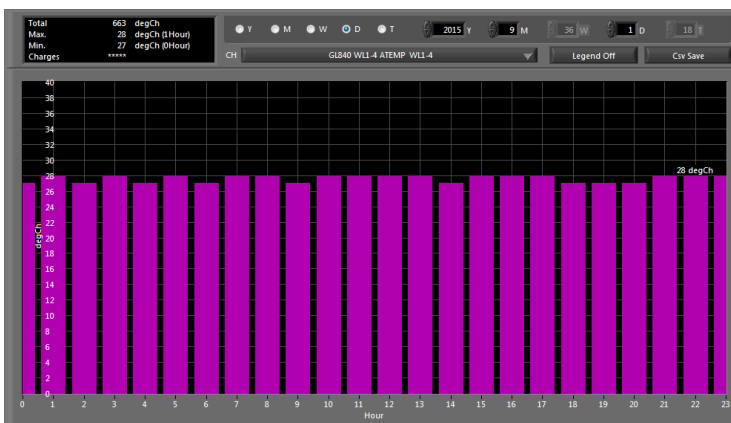 Total 663 degCh
Max. 28 degCh (1Hour)
Min. 27 degCh (0Hour)
Charges *****
Y M W D T 2015 Y 9 M 36 W 1 D 18 T
CH GL840 WL1-4 ATEMP WL1-4 Legend Off Csv Save
40
38
36
34
32
30
28
26
24
22
20
18
16
14
12
10
8
6
4
2
0
degCh
28 degCh
0 1 2 3 4 5 6 7 8 9 10 11 12 13 14 15 16 17 18 19 20 21 22 23
Hour